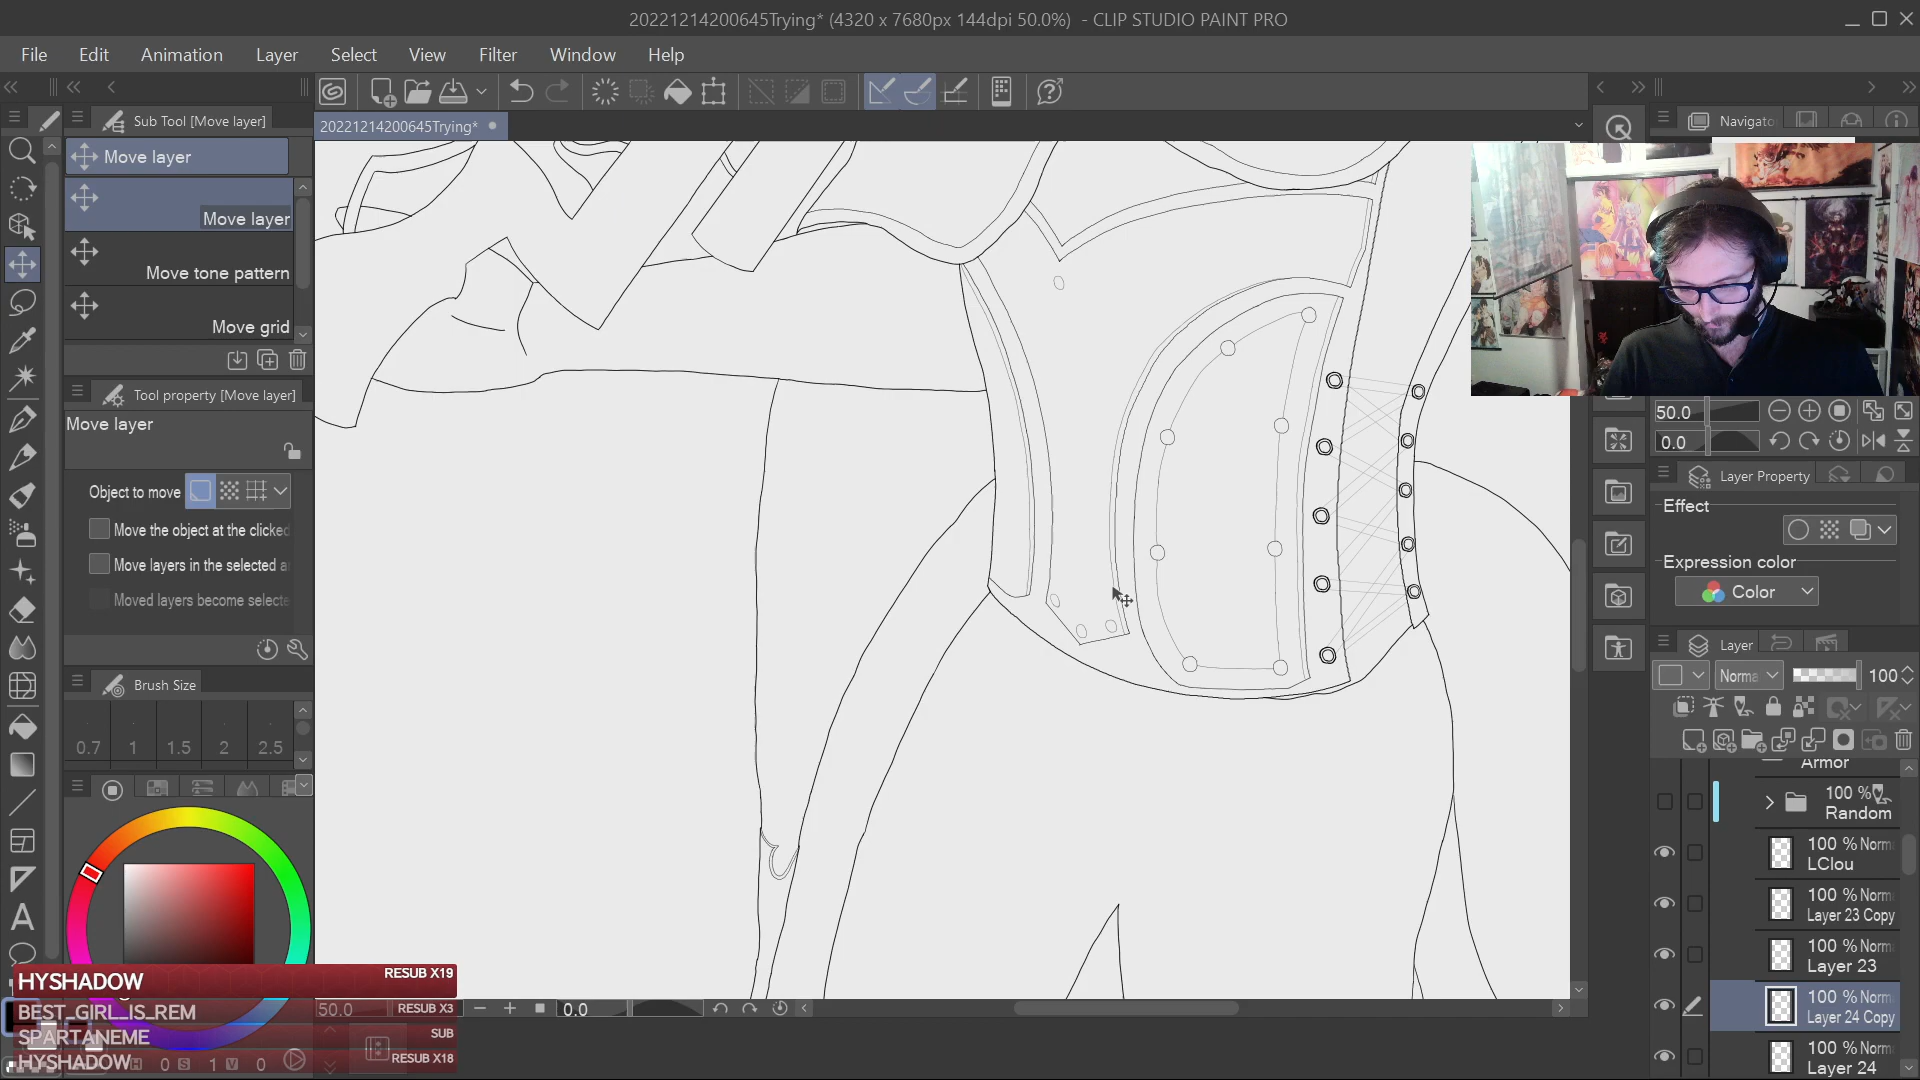 20221214200645Trying* (4320 x 7680px 144dpi 50.0%) - CLIP STUDIO PAINT PRO
File Edit Animation Layer Select View Filter Window Help
Sub Tool [Move layer]
20221214200645Trying*
Navigator
Move layer
Move layer
Move tone pattern
Move grid
Tool property [Move layer]
Move layer
Object to move
Move the object at the clicked
Move layers in the selected
Moved layers become selecte
Brush Size
0.7 1 1.5 2 2.5
50.0
0.0
Layer Property
Effect
Expression color
Color
Layer
Norma 100
Armor
100 %
Random
100 % Norm
LClou
100 % Norm
Layer 23 Copy
100 % Norm
Layer 23
100 % Norm
Layer 24 Copy
100 % Norm
Layer 24
HYSHADOW RESUB X19
BEST_GIRL_IS_REM RESUB X3
SPARTANEME SUB
HYSHADOW RESUB X18
H 0 S 1 V 0
50.0 0.0